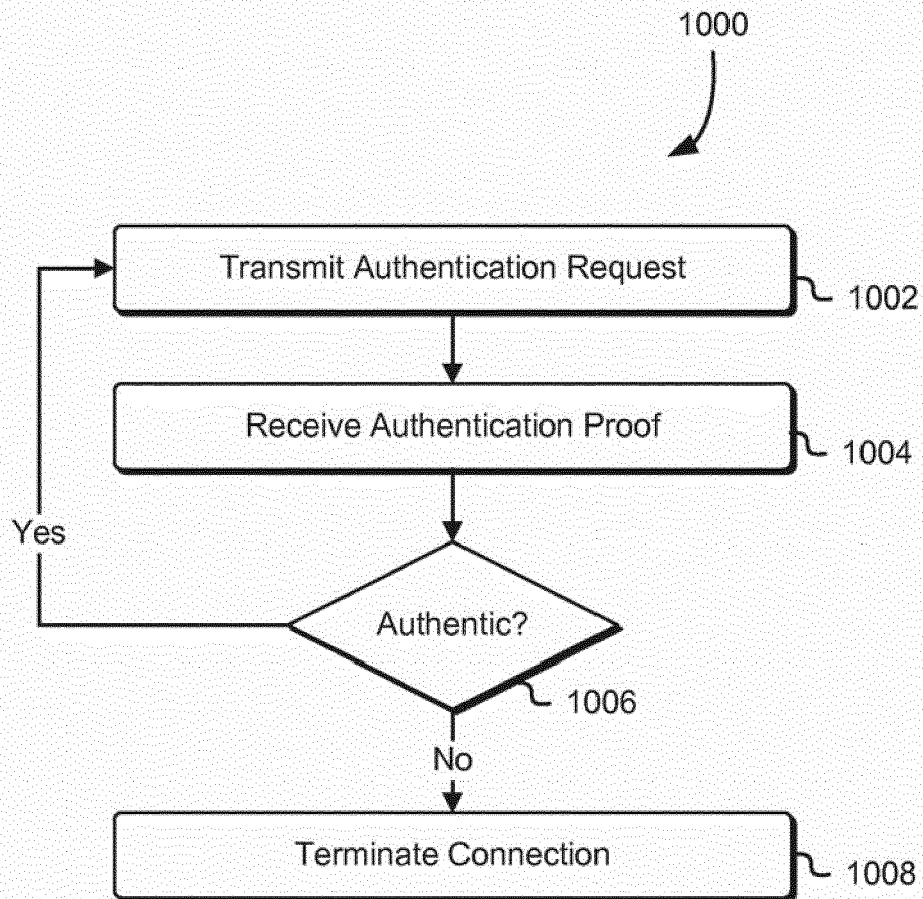 1000
Transmit Authentication Request
1002
Receive Authentication Proof
1004
Yes
Authentic?
1006
No
Terminate Connection
1008